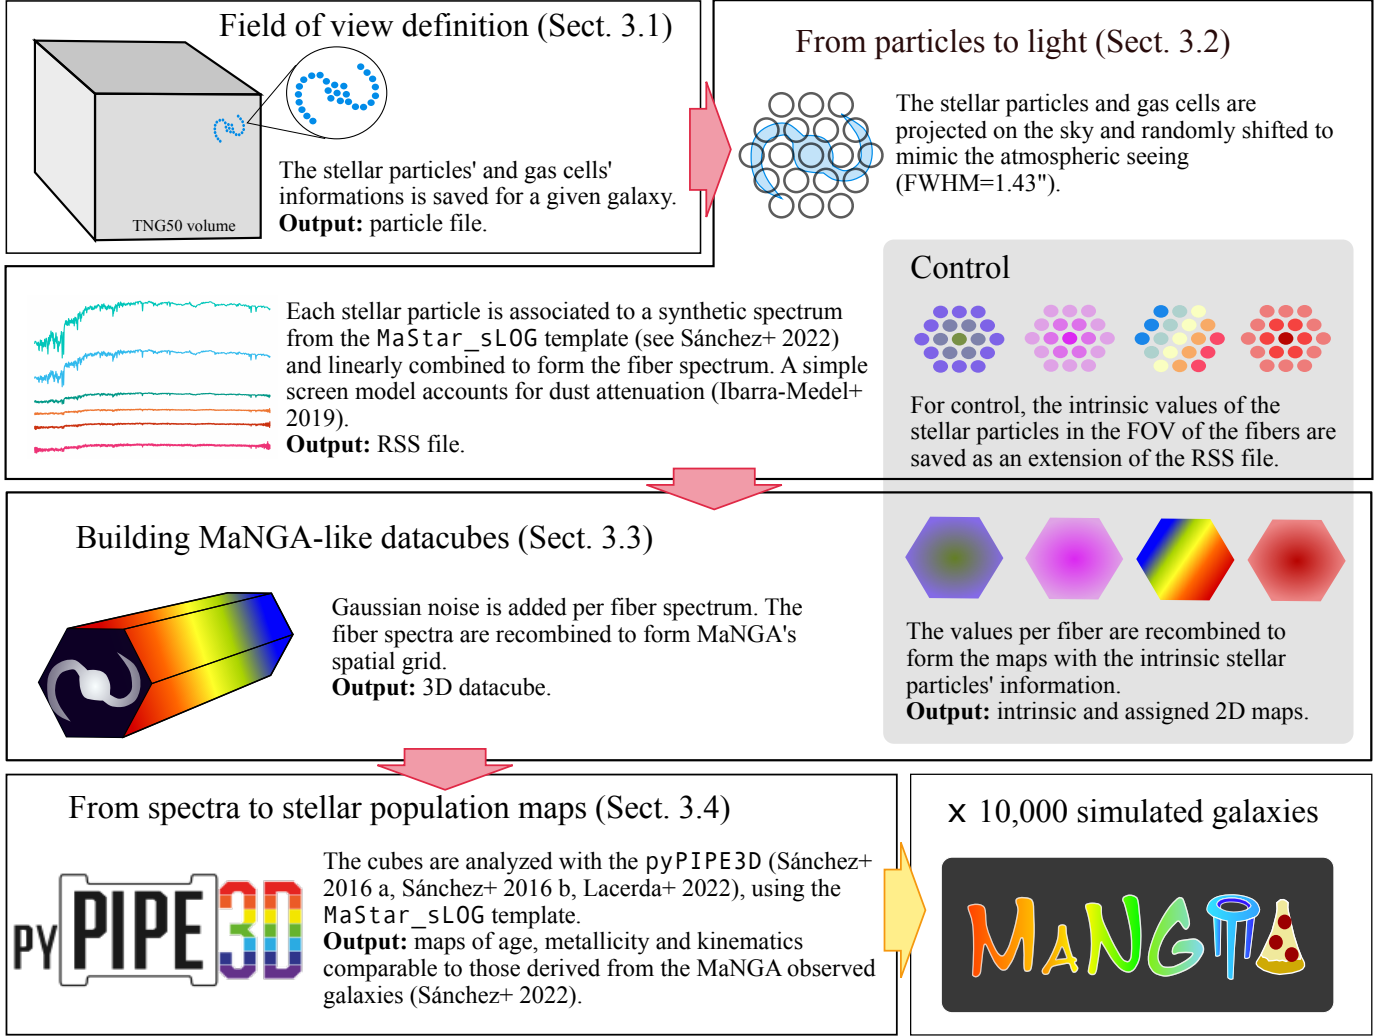 Field of view definition (Sect. 3.1)
TNG50 volume
The stellar particles' and gas cells'
informations is saved for a given galaxy.
Output: particle file.
From particles to light (Sect. 3.2)
The stellar particles and gas cells are
projected on the sky and randomly shifted to
mimic the atmospheric seeing
(FWHM=1.43").
Each stellar particle is associated to a synthetic spectrum
from the MaStar_sLOG template (see Sánchez+ 2022)
and linearly combined to form the fiber spectrum. A simple
screen model accounts for dust attenuation (Ibarra-Medel+
2019).
Output: RSS file.
Control
For control, the intrinsic values of the
stellar particles in the FOV of the fibers are
saved as an extension of the RSS file.
Building MaNGA-like datacubes (Sect. 3.3)
Gaussian noise is added per fiber spectrum. The
fiber spectra are recombined to form MaNGA's
spatial grid.
Output: 3D datacube.
The values per fiber are recombined to
form the maps with the intrinsic stellar
particles' information.
Output: intrinsic and assigned 2D maps.
From spectra to stellar population maps (Sect. 3.4)
PY PIPE 3D
The cubes are analyzed with the pyPIPE3D (Sánchez+
2016 a, Sánchez+ 2016 b, Lacerda+ 2022), using the
MaStar_sLOG template.
Output: maps of age, metallicity and kinematics
comparable to those derived from the MaNGA observed
galaxies (Sánchez+ 2022).
x 10,000 simulated galaxies
MaNGIA